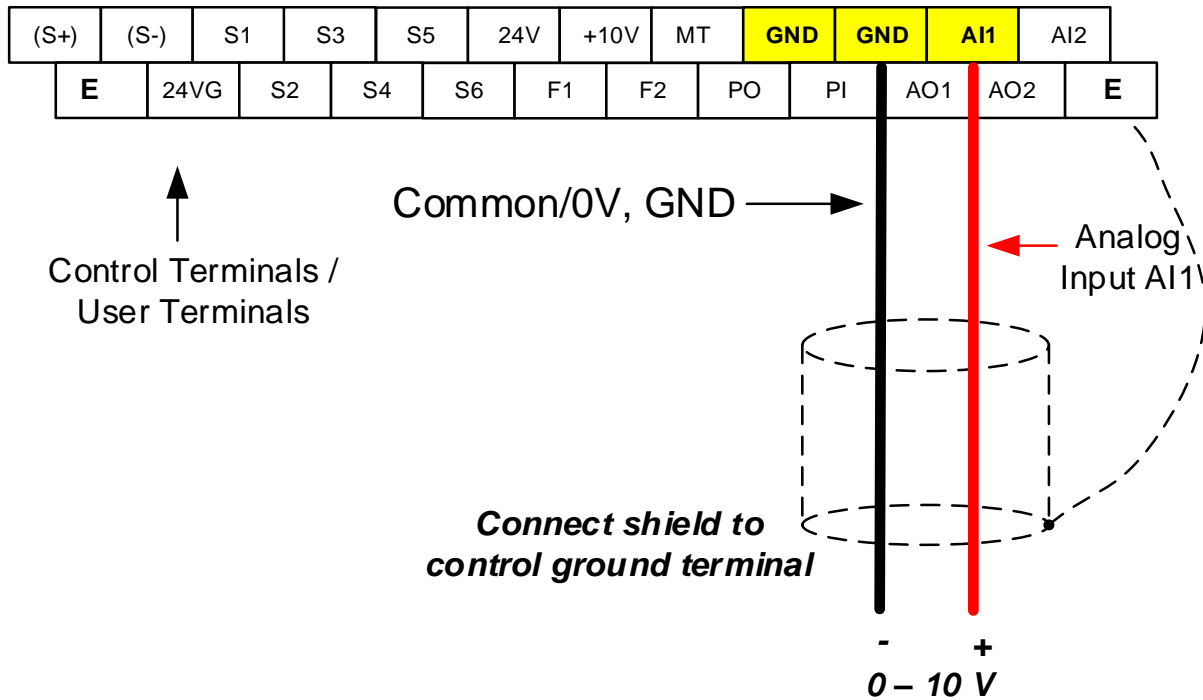 (S+) (S-) S1 S3 S5 24V +10V MT GND GND AI1 AI2
E 24VG S2 S4 S6 F1 F2 PO PI AO1 AO2 E
Common/0V, GND
Control Terminals /
User Terminals
Analog
Input AI1
Connect shield to
control ground terminal
- +
0 – 10 V